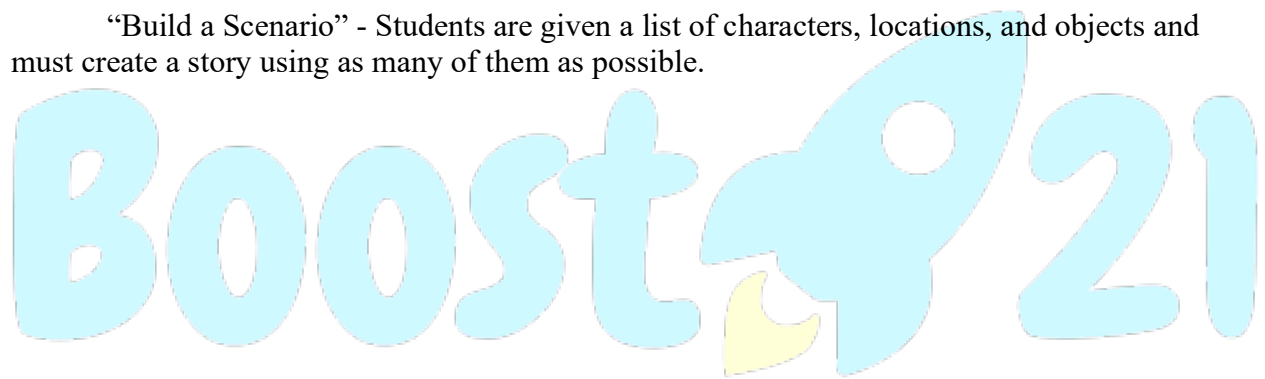 “Build a Scenario” - Students are given a list of characters, locations, and objects and
must create a story using as many of them as possible.
Boost 21